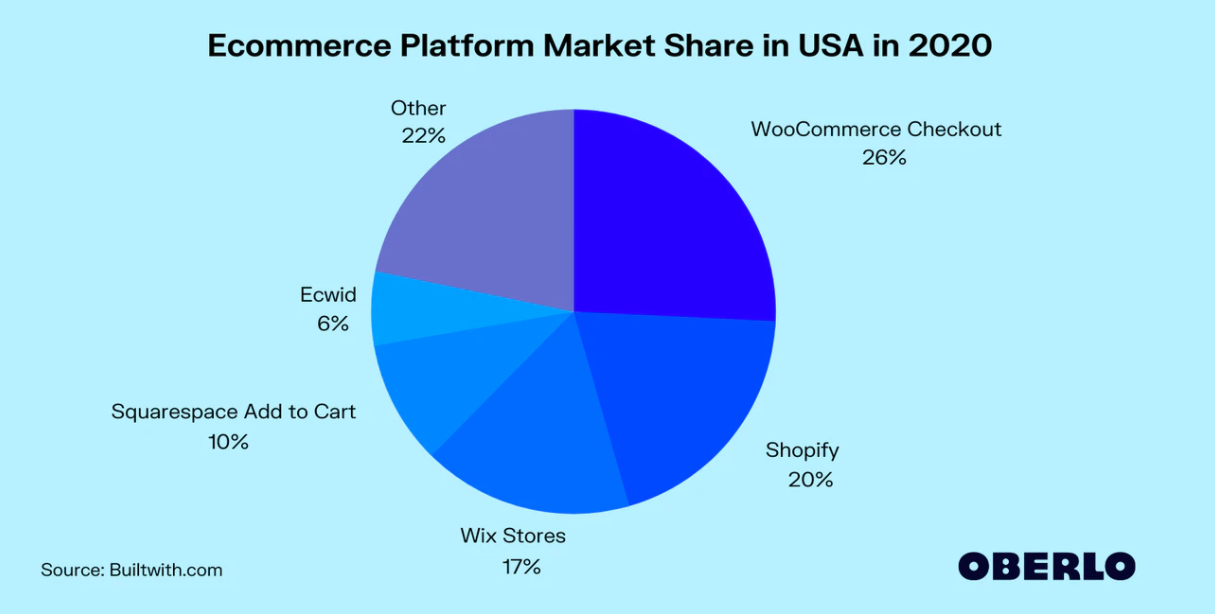 Ecommerce Platform Market Share in USA in 2020
Other
22%
WooCommerce Checkout
26%
Ecwid
6%
Squarespace Add to Cart
10%
Shopify
20%
Wix Stores
17%
Source: Builtwith.com
OBERLO